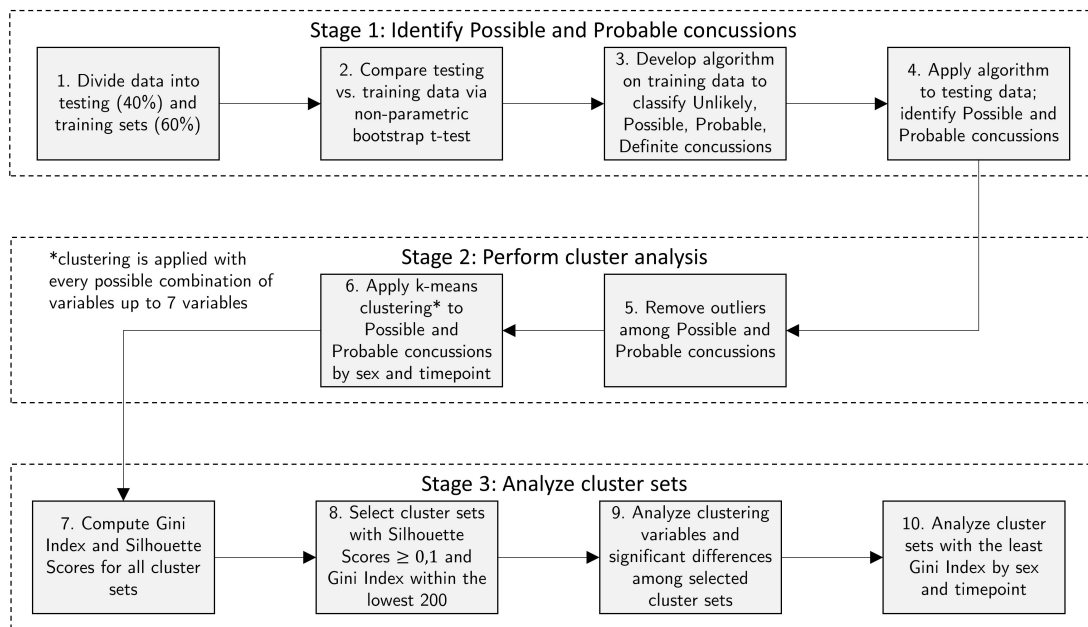 Stage 1: Identify Possible and Probable concussions
1. Divide data into
testing (40%) and
training sets (60%)
2. Compare testing
vs. training data via
non-parametric
bootstrap t-test
3. Develop algorithm
on training data to
classify Unlikely,
Possible, Probable,
Definite concussions
4. Apply algorithm
to testing data;
identify Possible and
Probable concussions
Stage 2: Perform cluster analysis
*clustering is applied with
every possible combination of
variables up to 7 variables
5. Remove outliers
among Possible and
Probable concussions
6. Apply k-means
clustering* to
Possible and
Probable concussions
by sex and timepoint
Stage 3: Analyze cluster sets
7. Compute Gini
Index and Silhouette
Scores for all cluster
sets
8. Select cluster sets
with Silhouette
Scores ≥ 0,1 and
Gini Index within the
lowest 200
9. Analyze clustering
variables and
significant differences
among selected
cluster sets
10. Analyze cluster
sets with the least
Gini Index by sex
and timepoint